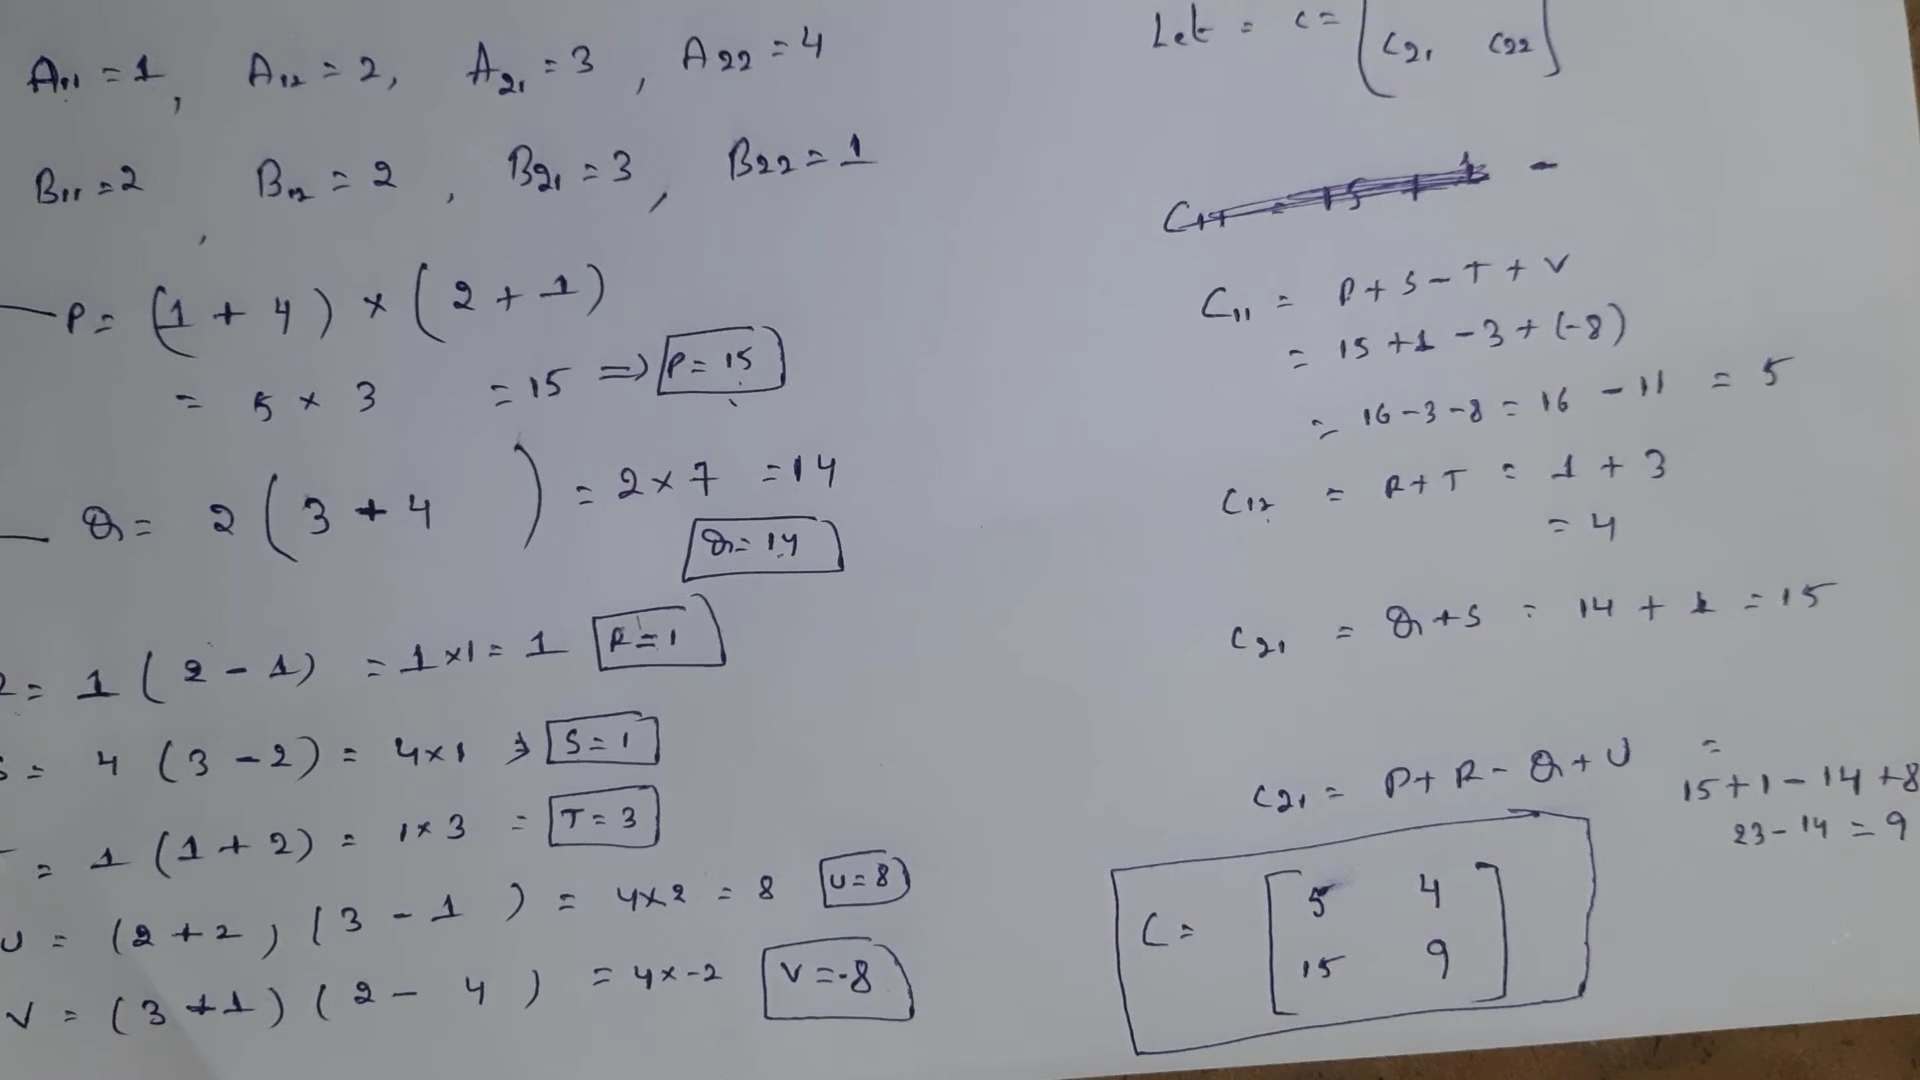 A11 = 1, A12 = 2, A21 = 3, A22 = 4
B11 = 2, B12 = 2, B21 = 3, B22 = 1
P = (1 + 4) × (2 + 1)
= 5 × 3 = 15 ⇒ P = 15
Q = 2 (3 + 4) = 2 × 7 = 14
Q = 14
= 1 (2 - 1) = 1 × 1 = 1 R = 1
= 4 (3 - 2) = 4 × 1 ⇒ S = 1
= 1 (1 + 2) = 1 × 3 = T = 3
U = (2 + 2) (3 - 1) = 4 × 2 = 8 U = 8
V = (3 + 1) (2 - 4) = 4 × -2 V = -8
Let = C = [C21 C22]
C11 = 15 + 1 -
C11 = P + S - T + V
= 15 + 1 - 3 + (-8)
= 16 - 3 - 8 = 16 - 11 = 5
C12 = R + T = 1 + 3
= 4
C21 = Q + S = 14 + 1 = 15
C21 = P + R - Q + U =
15 + 1 - 14 + 8
23 - 14 = 9
C = [5 4
15 9]